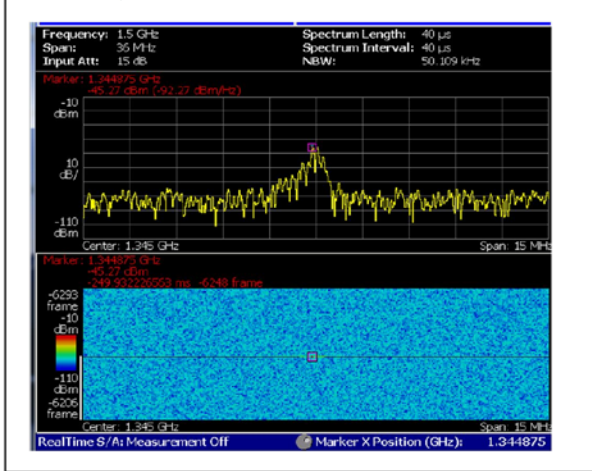 Frequency: 1.5 GHz Spectrum Length: 40 µs
Span: 36 MHz Spectrum Interval: 40 µs
Input Att: 15 dB NBW: 50.109 kHz
Marker: 1.344875 GHz
-45.27 dBm (-92.27 dBm/Hz)
-10
dBm
10
dB/
-110
dBm
Center: 1.345 GHz Span: 15 MHz
Marker: 1.344875 GHz
-45.27 dBm
-249.932226553 ms -6248 frame
-6293
frame
-10
dBm
-110
dBm
-6206
frame
Center: 1.345 GHz Span: 15 MHz
RealTime S/A: Measurement Off Marker X Position (GHz): 1.344875